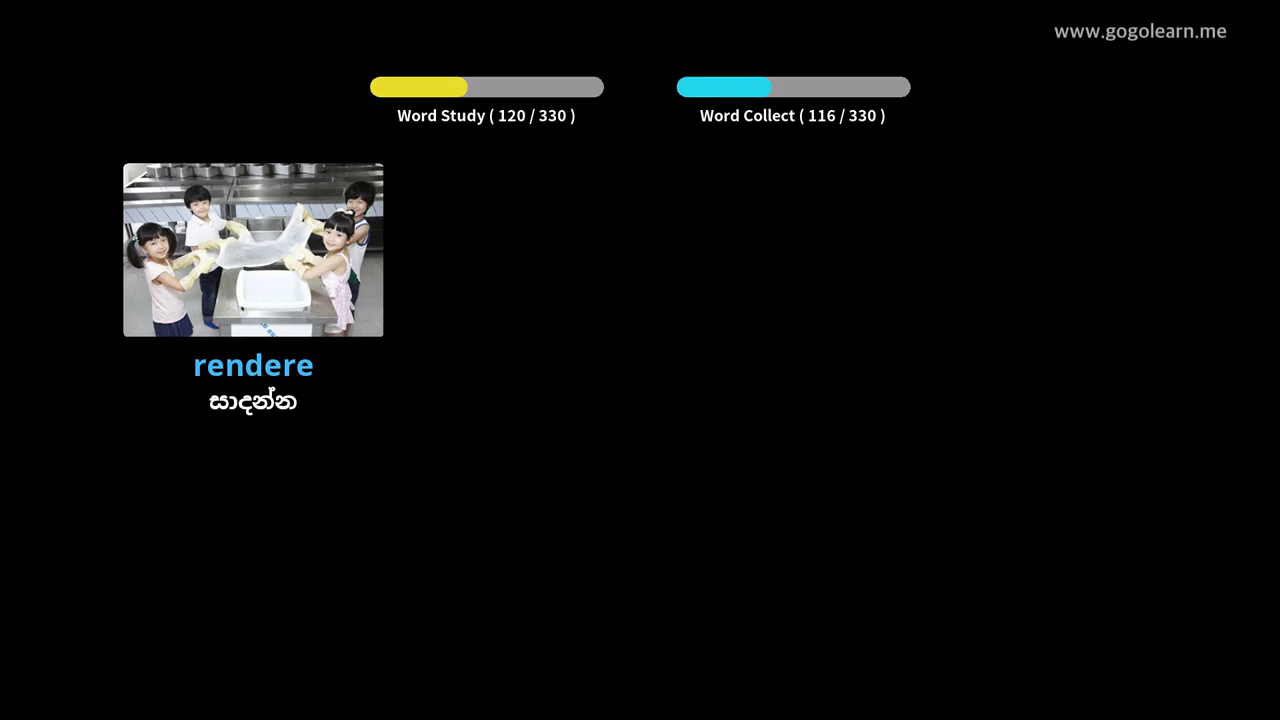 www.gogolearn.me
Word Study ( 120 / 330 )
Word Collect ( 116 / 330 )
rendere
සාදන්න